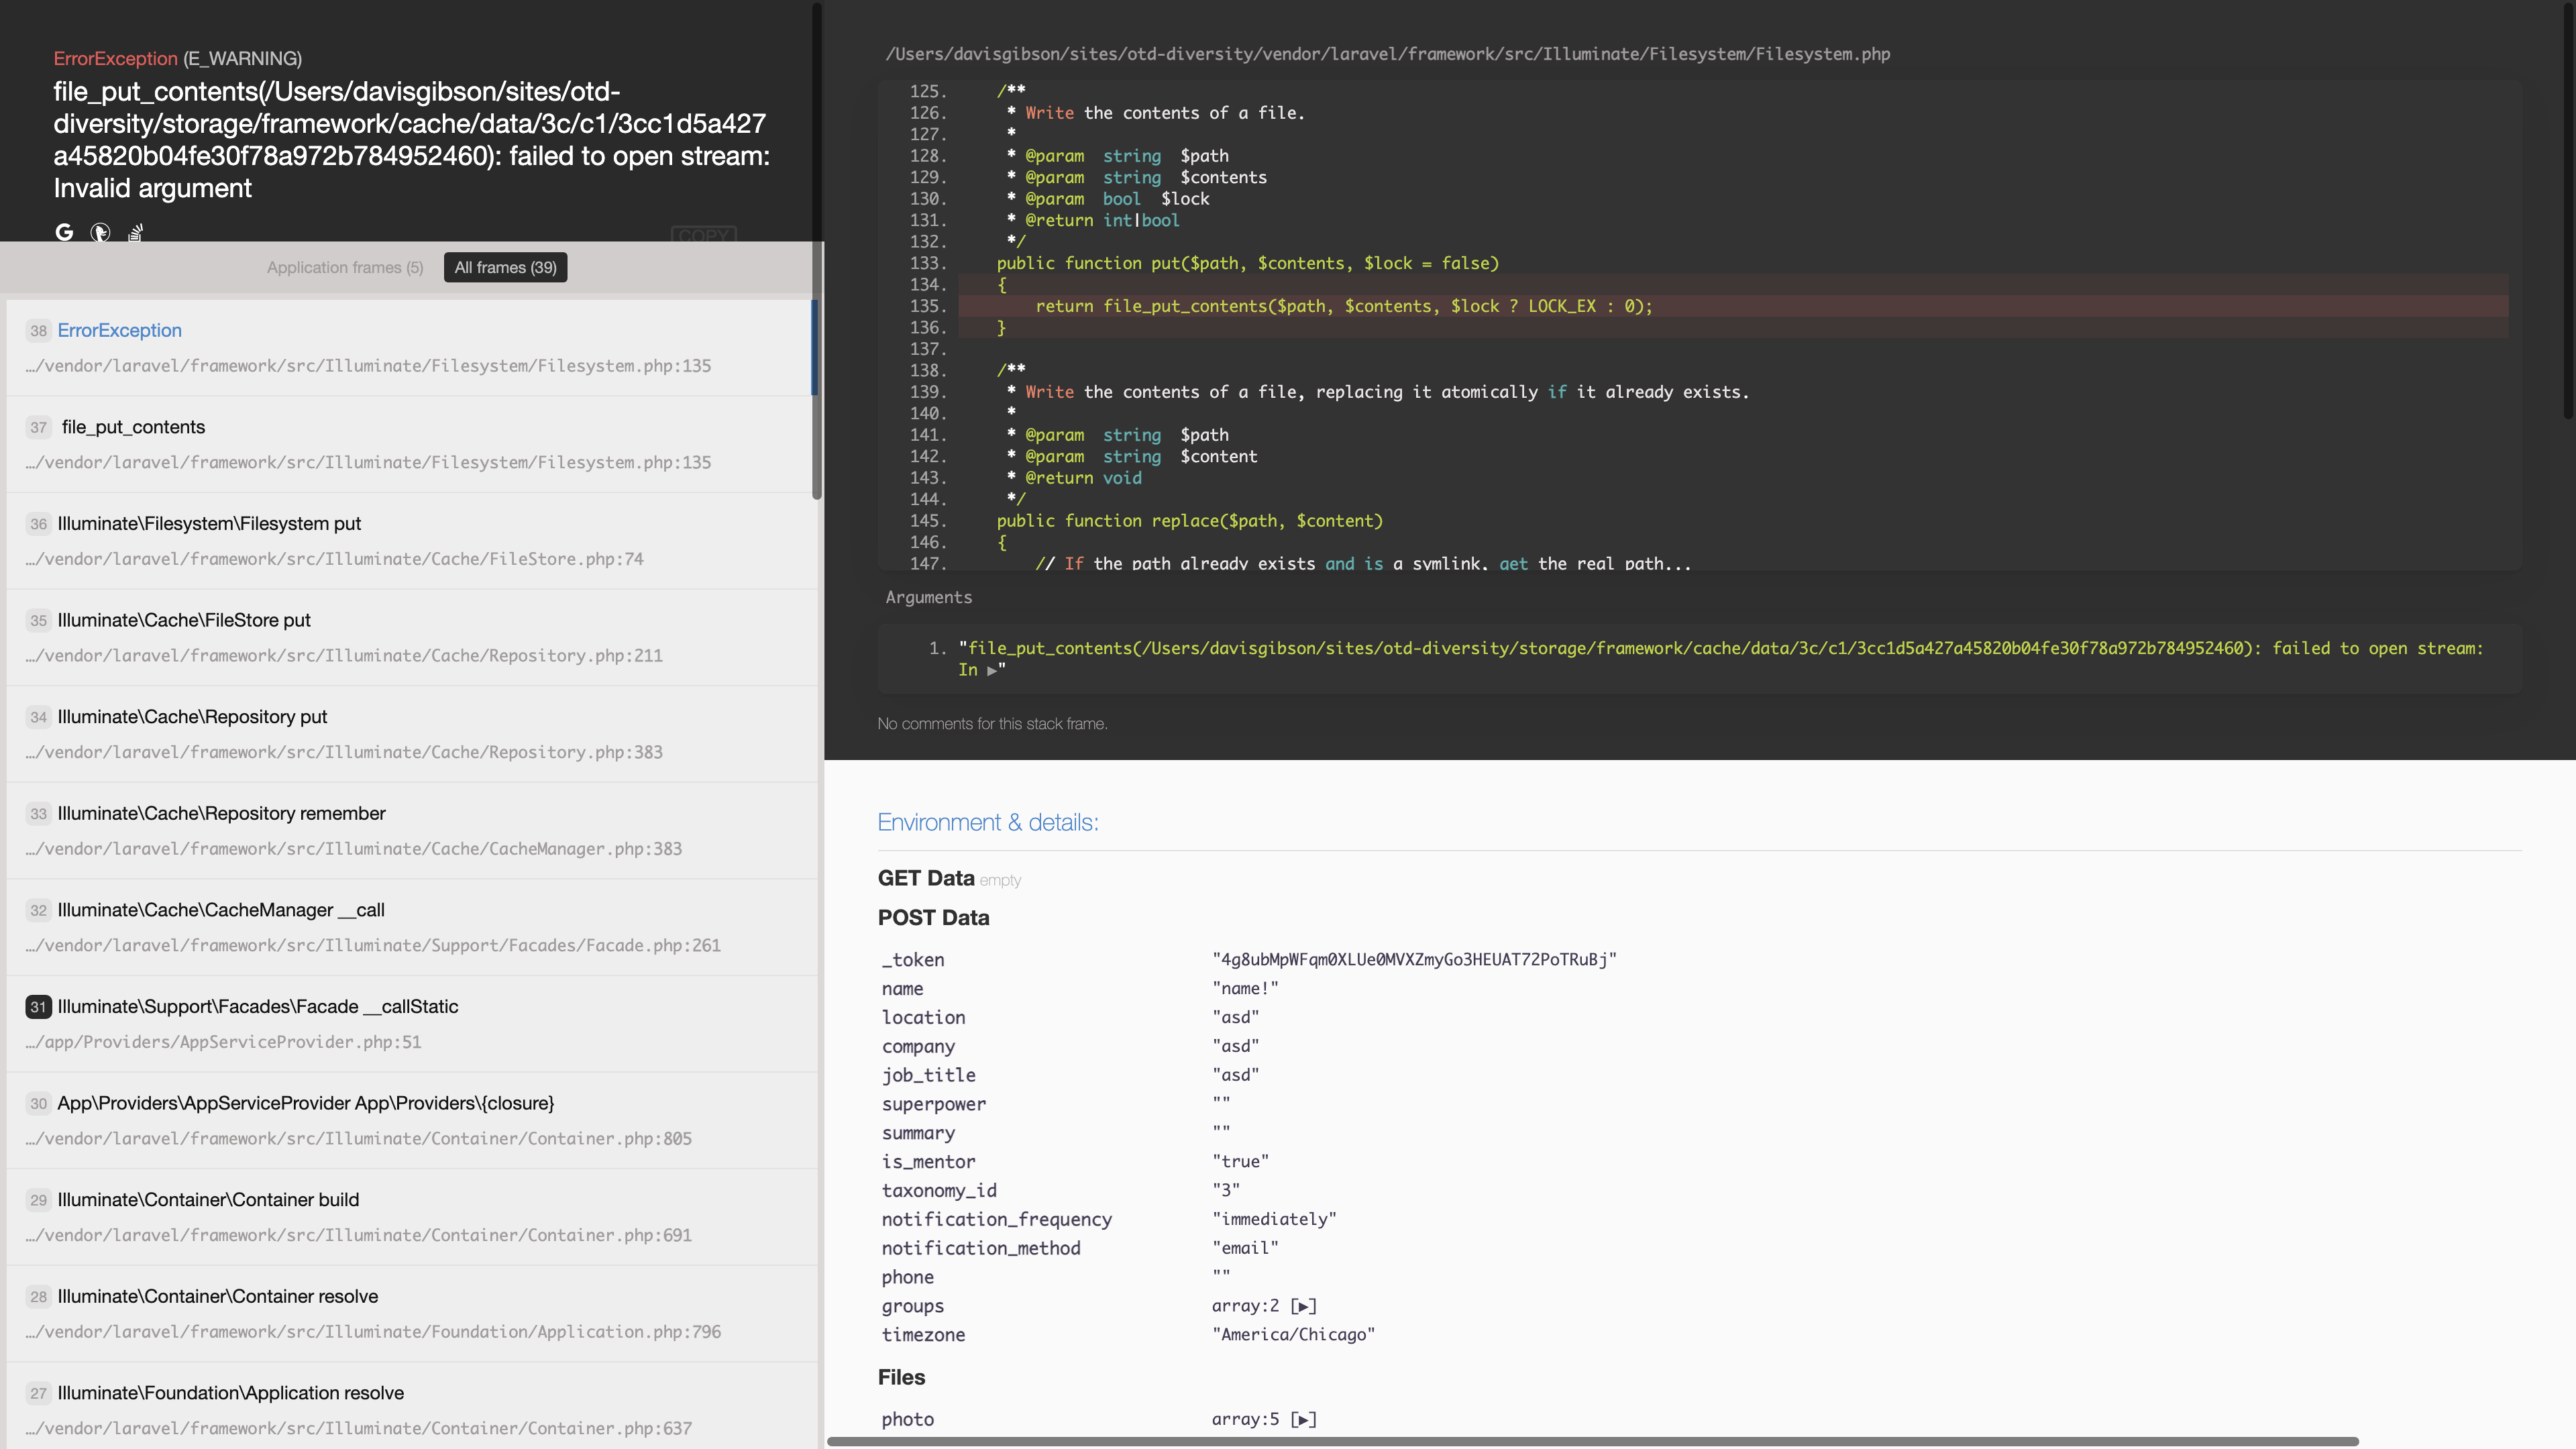 ErrorException (E_WARNING)
file_put_contents(/Users/davisgibson/sites/otd-
diversity/storage/framework/cache/data/3c/c1/3cc1d5a427
a45820b04fe30f78a972b784952460): failed to open stream:
Invalid argument
COPY
Application frames (5)
All frames (39)
38 ErrorException
…/vendor/laravel/framework/src/Illuminate/Filesystem/Filesystem.php:135
37 file_put_contents
…/vendor/laravel/framework/src/Illuminate/Filesystem/Filesystem.php:135
36 Illuminate\Filesystem\Filesystem put
…/vendor/laravel/framework/src/Illuminate/Cache/FileStore.php:74
35 Illuminate\Cache\FileStore put
…/vendor/laravel/framework/src/Illuminate/Cache/Repository.php:211
34 Illuminate\Cache\Repository put
…/vendor/laravel/framework/src/Illuminate/Cache/Repository.php:383
33 Illuminate\Cache\Repository remember
…/vendor/laravel/framework/src/Illuminate/Cache/CacheManager.php:383
32 Illuminate\Cache\CacheManager __call
…/vendor/laravel/framework/src/Illuminate/Support/Facades/Facade.php:261
31 Illuminate\Support\Facades\Facade __callStatic
…/app/Providers/AppServiceProvider.php:51
30 App\Providers\AppServiceProvider App\Providers\{closure}
…/vendor/laravel/framework/src/Illuminate/Container/Container.php:805
29 Illuminate\Container\Container build
…/vendor/laravel/framework/src/Illuminate/Container/Container.php:691
28 Illuminate\Container\Container resolve
…/vendor/laravel/framework/src/Illuminate/Foundation/Application.php:796
27 Illuminate\Foundation\Application resolve
…/vendor/laravel/framework/src/Illuminate/Container/Container.php:637
/Users/davisgibson/sites/otd-diversity/vendor/laravel/framework/src/Illuminate/Filesystem/Filesystem.php
125. /**
126. * Write the contents of a file.
127. *
128. * @param  string  $path
129. * @param  string  $contents
130. * @param  bool  $lock
131. * @return int|bool
132. */
133. public function put($path, $contents, $lock = false)
134. {
135. return file_put_contents($path, $contents, $lock ? LOCK_EX : 0);
136. }
137.
138. /**
139. * Write the contents of a file, replacing it atomically if it already exists.
140. *
141. * @param  string  $path
142. * @param  string  $content
143. * @return void
144. */
145. public function replace($path, $content)
146. {
147. // If the path already exists and is a symlink, get the real path...
Arguments
1. "file_put_contents(/Users/davisgibson/sites/otd-diversity/storage/framework/cache/data/3c/c1/3cc1d5a427a45820b04fe30f78a972b784952460): failed to open stream:
In ▶"
No comments for this stack frame.
Environment & details:
GET Data empty
POST Data
_token "4g8ubMpWFqm0XLUe0MVXZmyGo3HEUAT72PoTRuBj"
name "name!"
location "asd"
company "asd"
job_title "asd"
superpower ""
summary ""
is_mentor "true"
taxonomy_id "3"
notification_frequency "immediately"
notification_method "email"
phone ""
groups array:2 [▶]
timezone "America/Chicago"
Files
photo array:5 [▶]